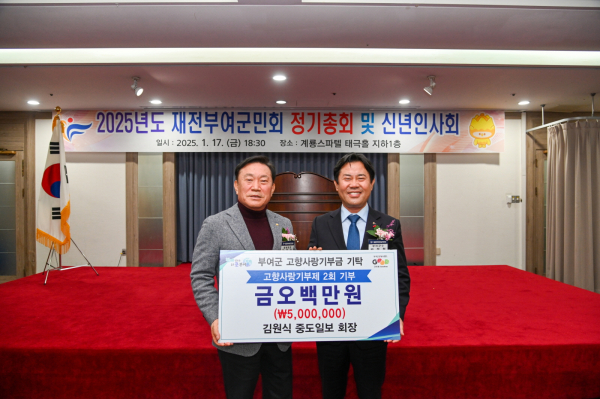 2025년도 재전부여군민회 정기총회 및 신년인사회
일시 : 2025. 1. 17. (금) 18:30 장소 : 계룡스파텔 태극홀 지하1층
부여군 고향사랑기부금 기탁
고향사랑기부제 2회 기부
금오백만원
(₩5,000,000)
김원식 중도일보 회장